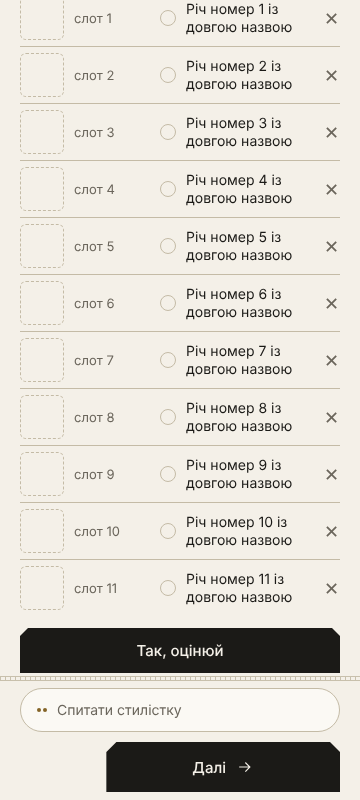 слот 1
Річ номер 1 із
довгою назвою
слот 2
Річ номер 2 із
довгою назвою
слот 3
Річ номер 3 із
довгою назвою
слот 4
Річ номер 4 із
довгою назвою
слот 5
Річ номер 5 із
довгою назвою
слот 6
Річ номер 6 із
довгою назвою
слот 7
Річ номер 7 із
довгою назвою
слот 8
Річ номер 8 із
довгою назвою
слот 9
Річ номер 9 із
довгою назвою
слот 10
Річ номер 10 із
довгою назвою
слот 11
Річ номер 11 із
довгою назвою
Так, оцінюй
Спитати стилістку
Далі →